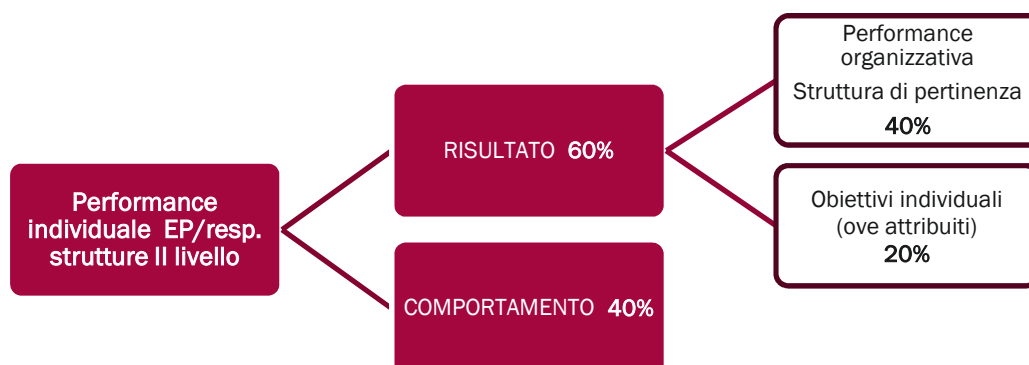 Performance
individuale EP/resp.
strutture II livello
RISULTATO 60%
COMPORTAMENTO 40%
Performance
organizzativa
Struttura di pertinenza
40%
Obiettivi individuali
(ove attribuiti)
20%